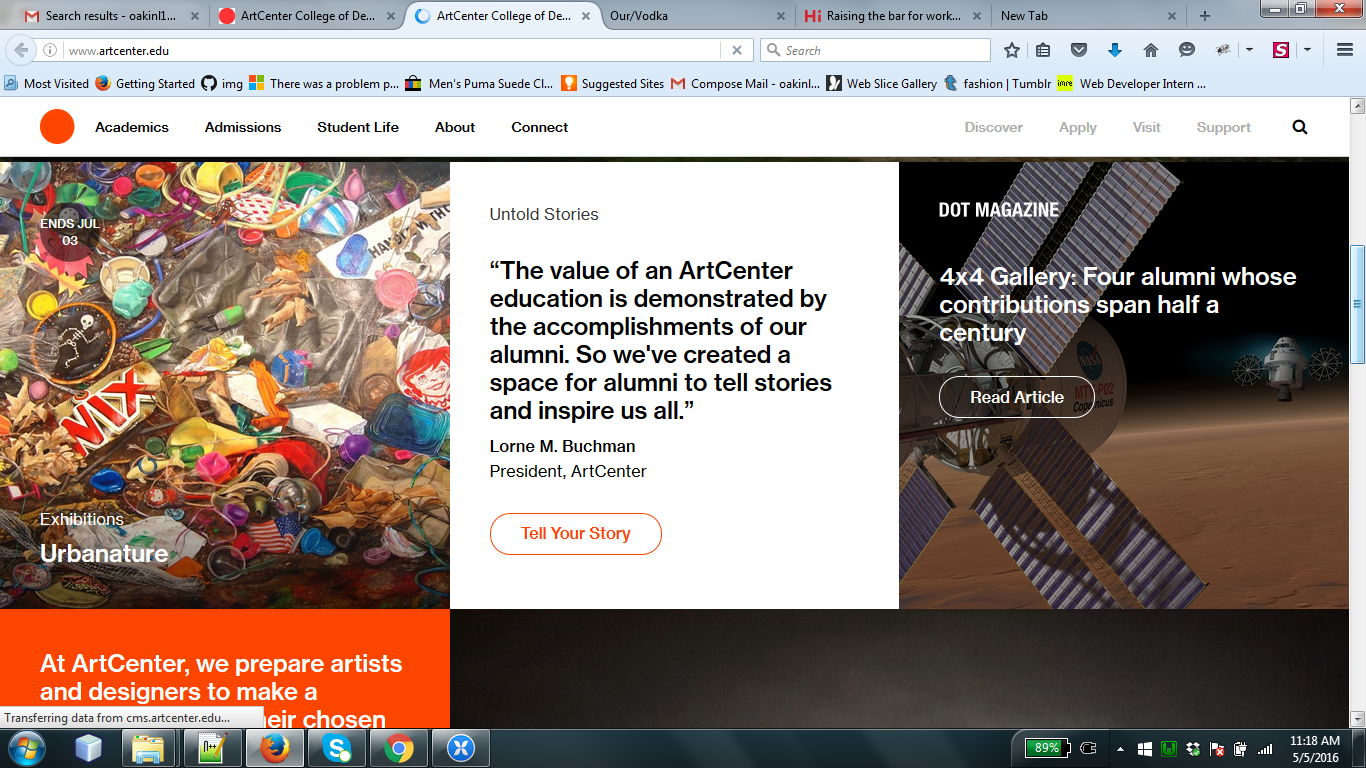 Search results - oakinl1...
ArtCenter College of De...
ArtCenter College of De...
Our/Vodka
Hi Raising the bar for work...
New Tab
www.artcenter.edu
Search
S
Most Visited
Getting Started
img
There was a problem p...
Men's Puma Suede Cl...
Suggested Sites
Compose Mail - oakinl...
Web Slice Gallery
fashion | Tumblr
imre
Web Developer Intern ...
Academics
Admissions
Student Life
About
Connect
Discover
Apply
Visit
Support
ENDS JUL
03
NIX
Exhibitions
Urbanature
Untold Stories
“The value of an ArtCenter
education is demonstrated by
the accomplishments of our
alumni. So we've created a
space for alumni to tell stories
and inspire us all.”
Lorne M. Buchman
President, ArtCenter
Tell Your Story
DOT MAGAZINE
4x4 Gallery: Four alumni whose
contributions span half a
century
NASA
Copernicus
Read Article
At ArtCenter, we prepare artists
and designers to make a
heir chosen
Transferring data from cms.artcenter.edu...
89%
11:18 AM
5/5/2016